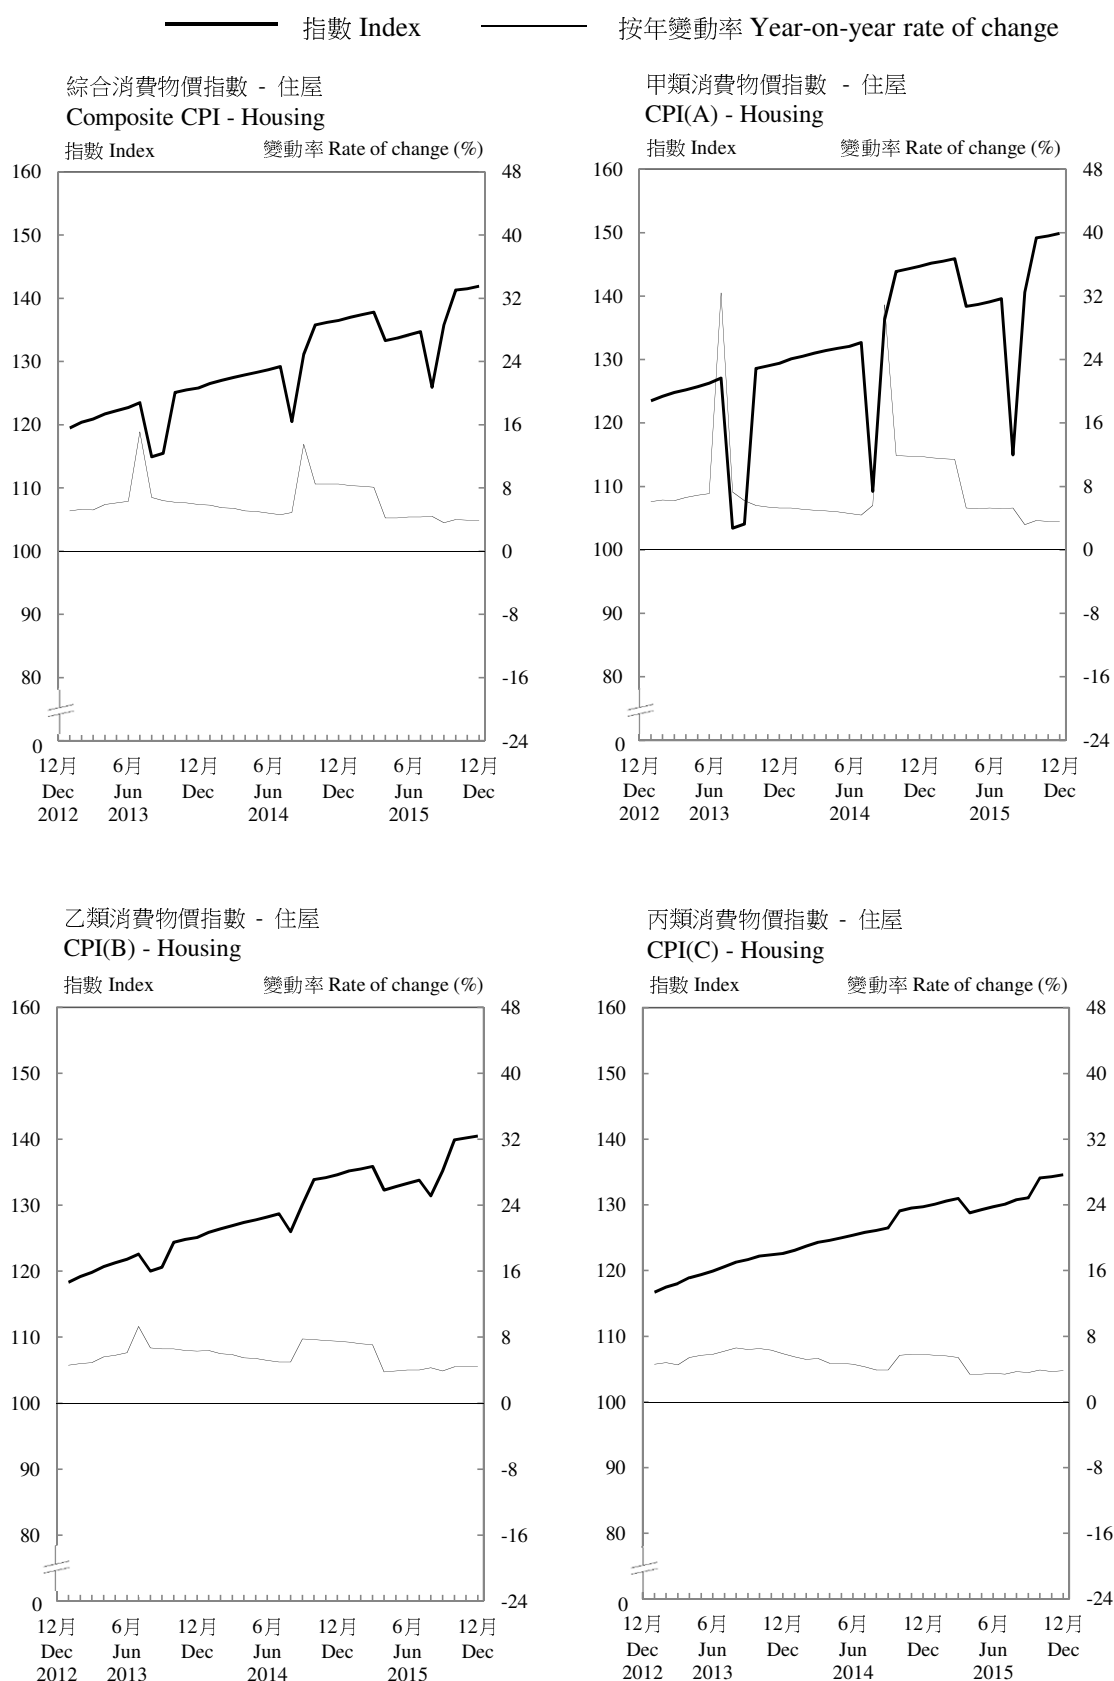 指數 Index 按年變動率 Year-on-year rate of change
綜合消費物價指數 - 住屋
Composite CPI - Housing
指數 Index 變動率 Rate of change (%)
160 48
150 40
140 32
130 24
120 16
110 8
100 0
90 -8
80 -16
0 -24
12月 6月 12月 6月 12月 6月 12月
Dec Jun Dec Jun Dec Jun Dec
2012 2013 2014 2015
甲類消費物價指數 - 住屋
CPI(A) - Housing
指數 Index 變動率 Rate of change (%)
160 48
150 40
140 32
130 24
120 16
110 8
100 0
90 -8
80 -16
0 -24
12月 6月 12月 6月 12月 6月 12月
Dec Jun Dec Jun Dec Jun Dec
2012 2013 2014 2015
乙類消費物價指數 - 住屋
CPI(B) - Housing
指數 Index 變動率 Rate of change (%)
160 48
150 40
140 32
130 24
120 16
110 8
100 0
90 -8
80 -16
0 -24
12月 6月 12月 6月 12月 6月 12月
Dec Jun Dec Jun Dec Jun Dec
2012 2013 2014 2015
丙類消費物價指數 - 住屋
CPI(C) - Housing
指數 Index 變動率 Rate of change (%)
160 48
150 40
140 32
130 24
120 16
110 8
100 0
90 -8
80 -16
0 -24
12月 6月 12月 6月 12月 6月 12月
Dec Jun Dec Jun Dec Jun Dec
2012 2013 2014 2015